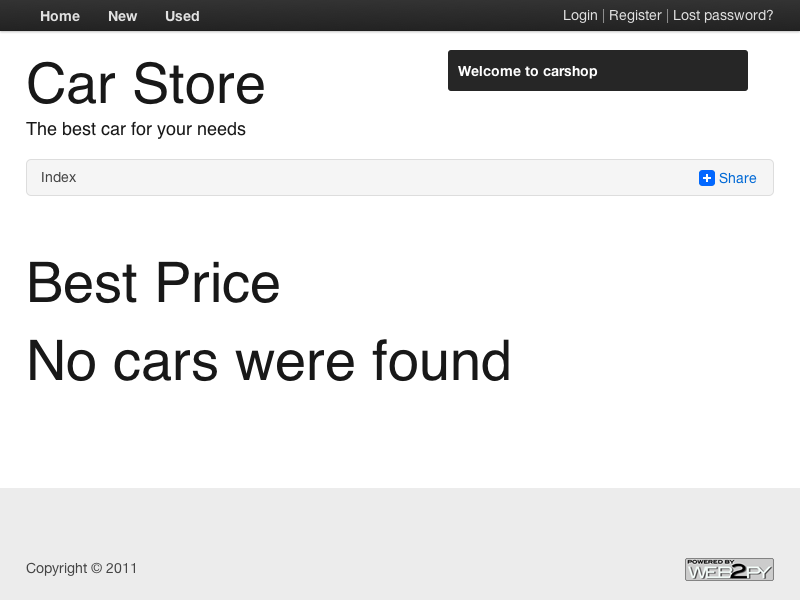 Home New Used Login | Register | Lost password?
Car Store
Welcome to carshop
The best car for your needs
Index Share
Best Price
No cars were found
Copyright © 2011
POWERED BY
WEB2PY